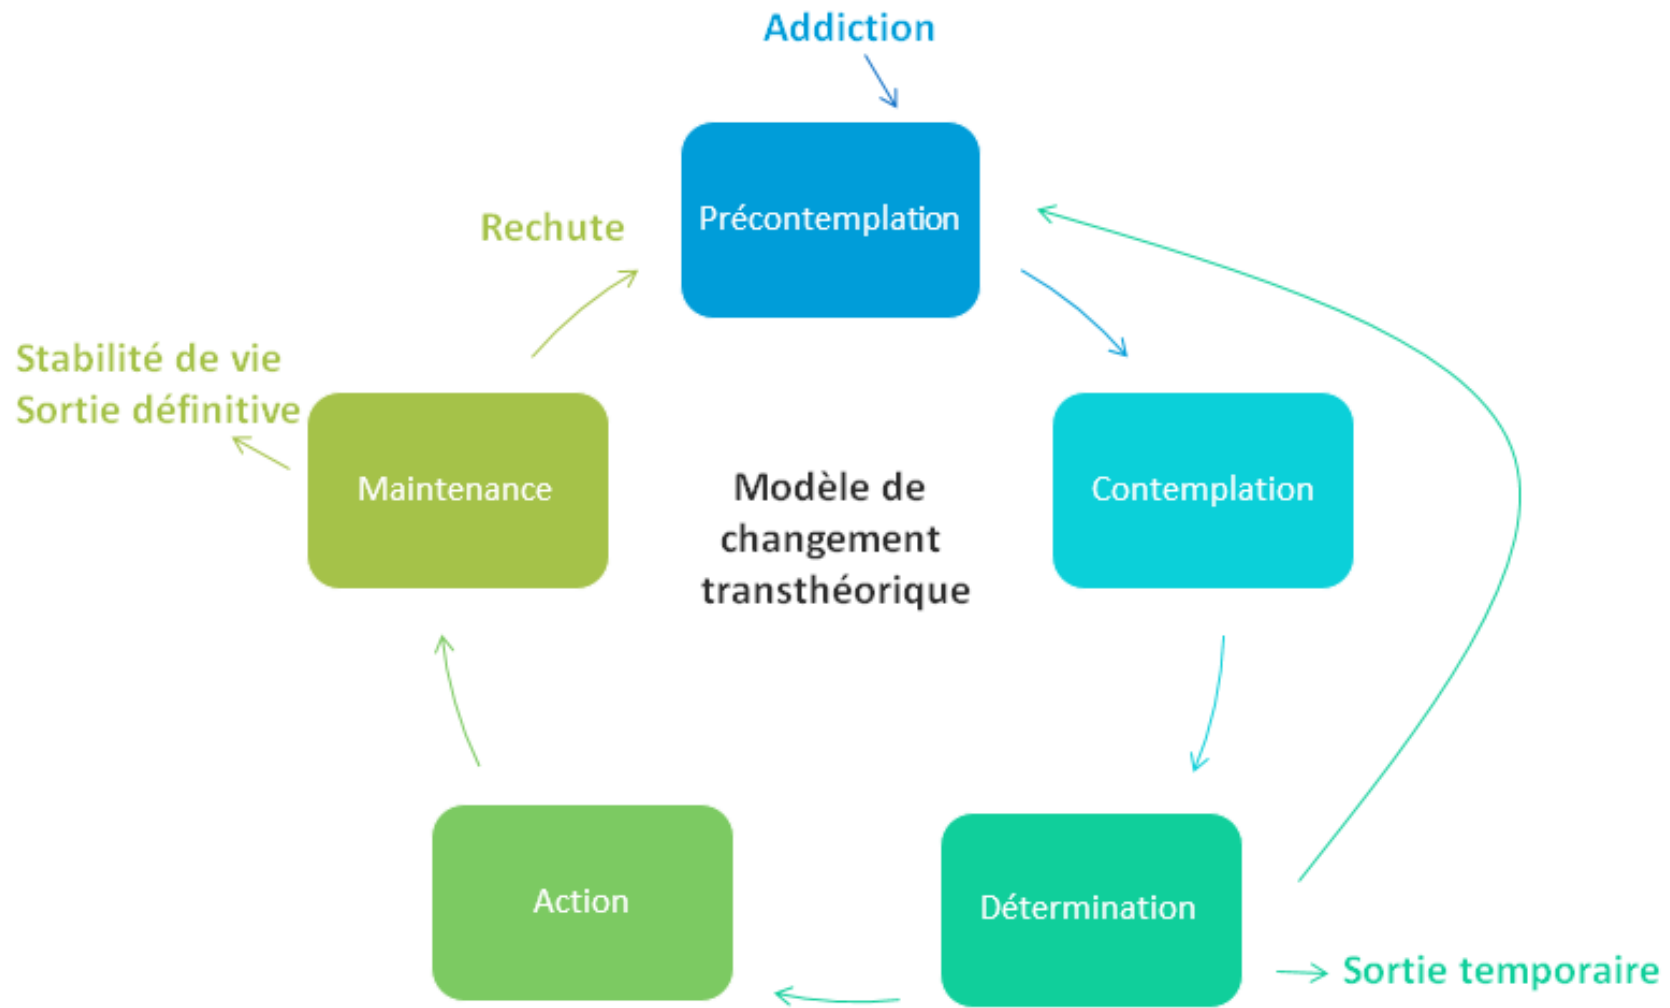 Addiction
Précontemplation
Rechute
Stabilité de vie
Sortie définitive
Maintenance
Modèle de
changement
transthéorique
Contemplation
Action
Détermination
Sortie temporaire